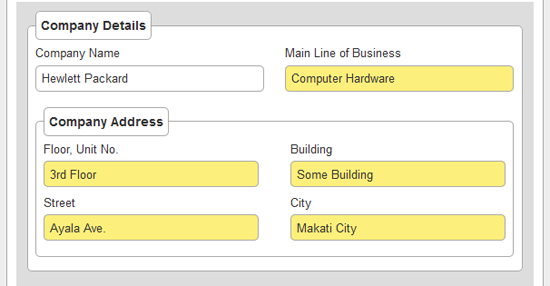 Company Details
Company Name
Main Line of Business
Hewlett Packard
Computer Hardware
Company Address
Floor, Unit No.
Building
3rd Floor
Some Building
Street
City
Ayala Ave.
Makati City